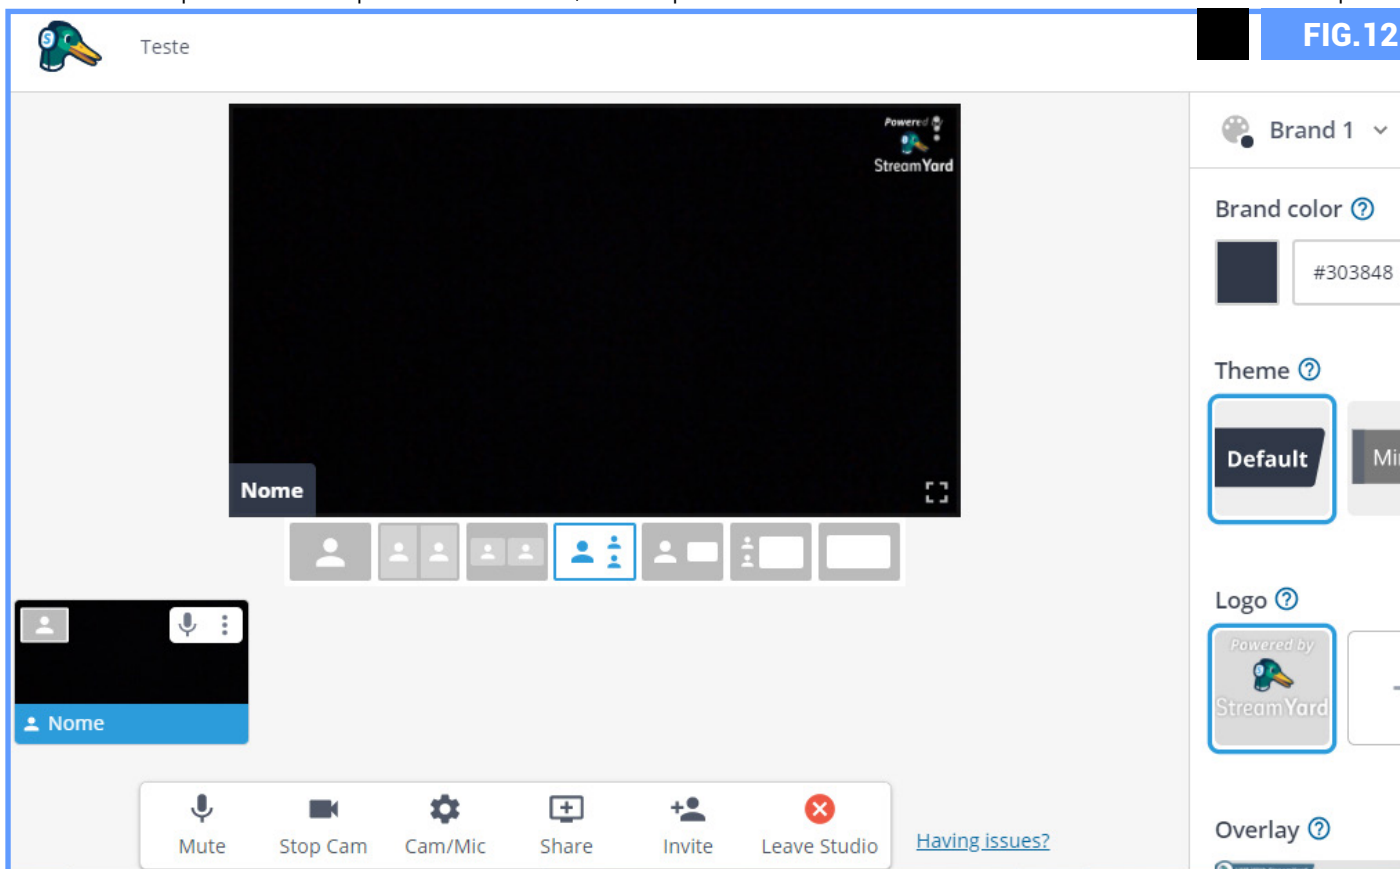 Teste
FIG.12
Powered
StreamYard
Nome
Nome
Mute
Stop Cam
Cam/Mic
Share
Invite
Leave Studio
Having issues?
Brand 1
Brand color
#303848
Theme
Default
Logo
Powered by
StreamYard
Overlay